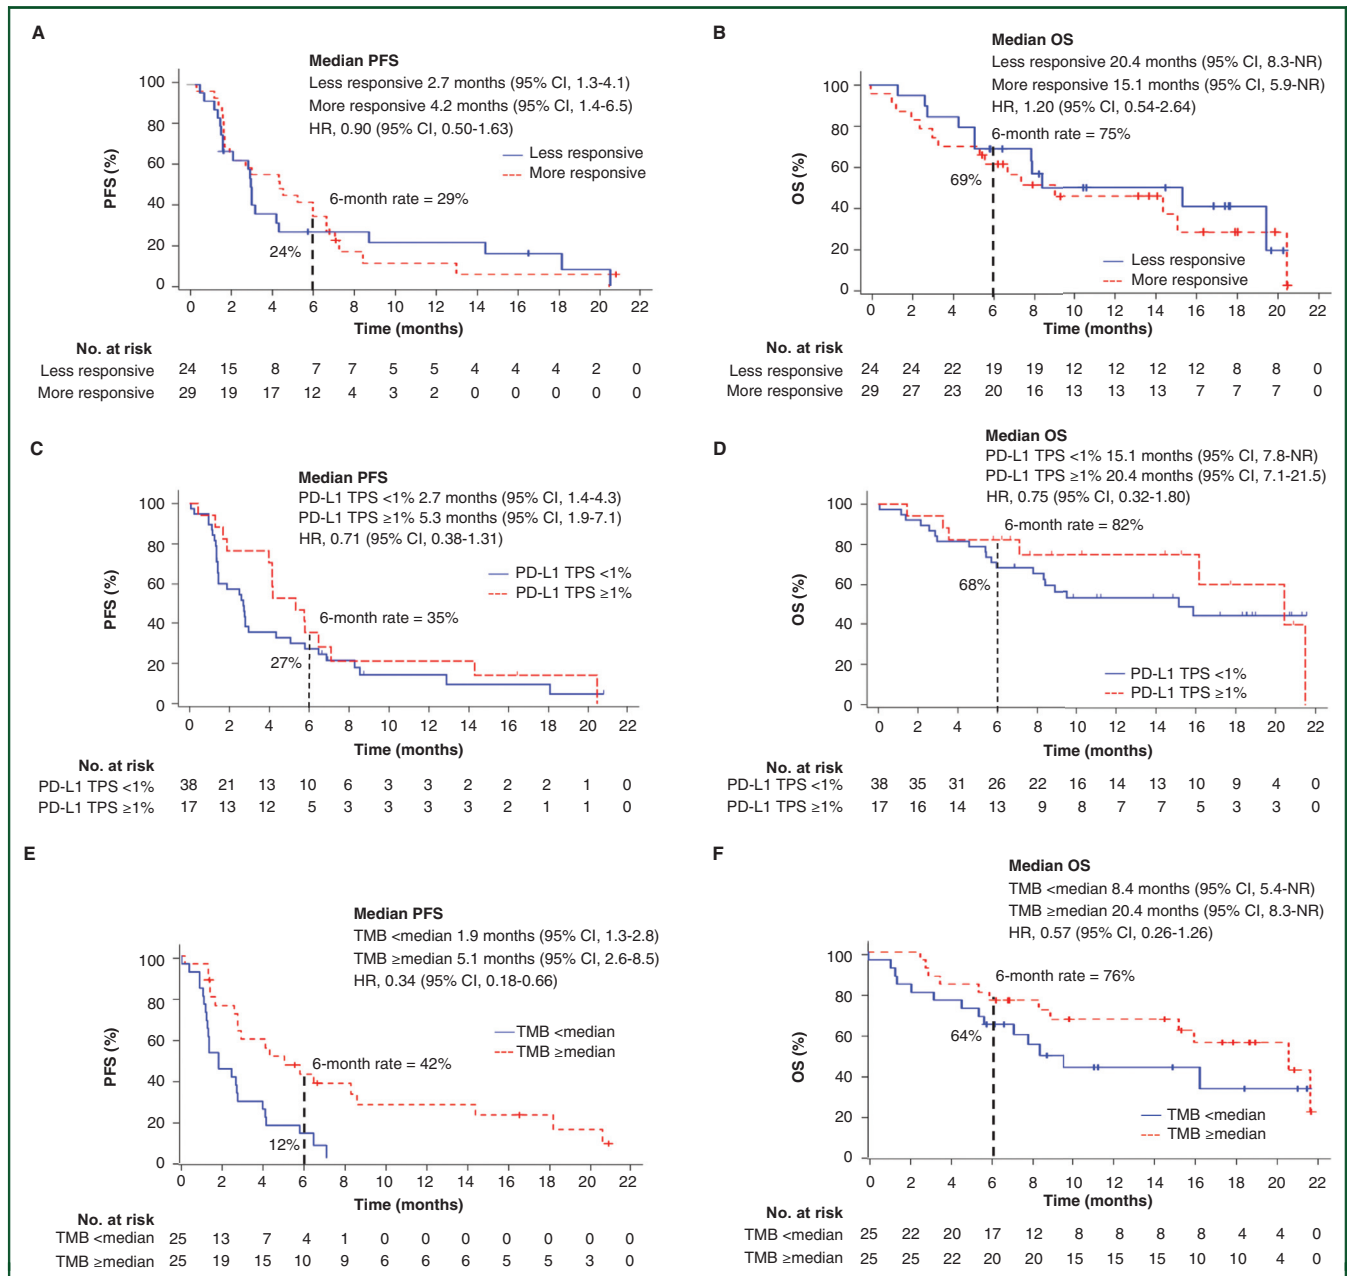 A
Median PFS
Less responsive 2.7 months (95% CI, 1.3-4.1)
More responsive 4.2 months (95% CI, 1.4-6.5)
HR, 0.90 (95% CI, 0.50-1.63)
Less responsive
More responsive
6-month rate = 29%
24%
PFS (%)
100
80
60
40
20
0
0 2 4 6 8 10 12 14 16 18 20 22
Time (months)
No. at risk
Less responsive 24 15 8 7 7 5 5 4 4 4 2 0
More responsive 29 19 17 12 4 3 2 0 0 0 0 0
B
Median OS
Less responsive 20.4 months (95% CI, 8.3-NR)
More responsive 15.1 months (95% CI, 5.9-NR)
HR, 1.20 (95% CI, 0.54-2.64)
6-month rate = 75%
69%
Less responsive
More responsive
OS (%)
100
80
60
40
20
0
0 2 4 6 8 10 12 14 16 18 20 22
Time (months)
No. at risk
Less responsive 24 24 22 19 19 12 12 12 12 8 8 0
More responsive 29 27 23 20 16 13 13 13 7 7 7 0
C
Median PFS
PD-L1 TPS <1% 2.7 months (95% CI, 1.4-4.3)
PD-L1 TPS ≥1% 5.3 months (95% CI, 1.9-7.1)
HR, 0.71 (95% CI, 0.38-1.31)
PD-L1 TPS <1%
PD-L1 TPS ≥1%
6-month rate = 35%
27%
PFS (%)
100
80
60
40
20
0
0 2 4 6 8 10 12 14 16 18 20 22
Time (months)
No. at risk
PD-L1 TPS <1% 38 21 13 10 6 3 3 2 2 2 1 0
PD-L1 TPS ≥1% 17 13 12 5 3 3 3 3 2 1 1 0
D
Median OS
PD-L1 TPS <1% 15.1 months (95% CI, 7.8-NR)
PD-L1 TPS ≥1% 20.4 months (95% CI, 7.1-21.5)
HR, 0.75 (95% CI, 0.32-1.80)
6-month rate = 82%
68%
PD-L1 TPS <1%
PD-L1 TPS ≥1%
OS (%)
100
80
60
40
20
0
0 2 4 6 8 10 12 14 16 18 20 22
Time (months)
No. at risk
PD-L1 TPS <1% 38 35 31 26 22 16 14 13 10 9 4 0
PD-L1 TPS ≥1% 17 16 14 13 9 8 7 7 5 3 3 0
E
Median PFS
TMB <median 1.9 months (95% CI, 1.3-2.8)
TMB ≥median 5.1 months (95% CI, 2.6-8.5)
HR, 0.34 (95% CI, 0.18-0.66)
TMB <median
TMB ≥median
6-month rate = 42%
12%
PFS (%)
100
80
60
40
20
0
0 2 4 6 8 10 12 14 16 18 20 22
Time (months)
No. at risk
TMB <median 25 13 7 4 1 0 0 0 0 0 0 0
TMB ≥median 25 19 15 10 9 6 6 6 5 5 3 0
F
Median OS
TMB <median 8.4 months (95% CI, 5.4-NR)
TMB ≥median 20.4 months (95% CI, 8.3-NR)
HR, 0.57 (95% CI, 0.26-1.26)
6-month rate = 76%
64%
TMB <median
TMB ≥median
OS (%)
100
80
60
40
20
0
0 2 4 6 8 10 12 14 16 18 20 22
Time (months)
No. at risk
TMB <median 25 22 20 17 12 8 8 8 8 4 4 0
TMB ≥median 25 25 22 20 20 15 15 15 10 10 4 0